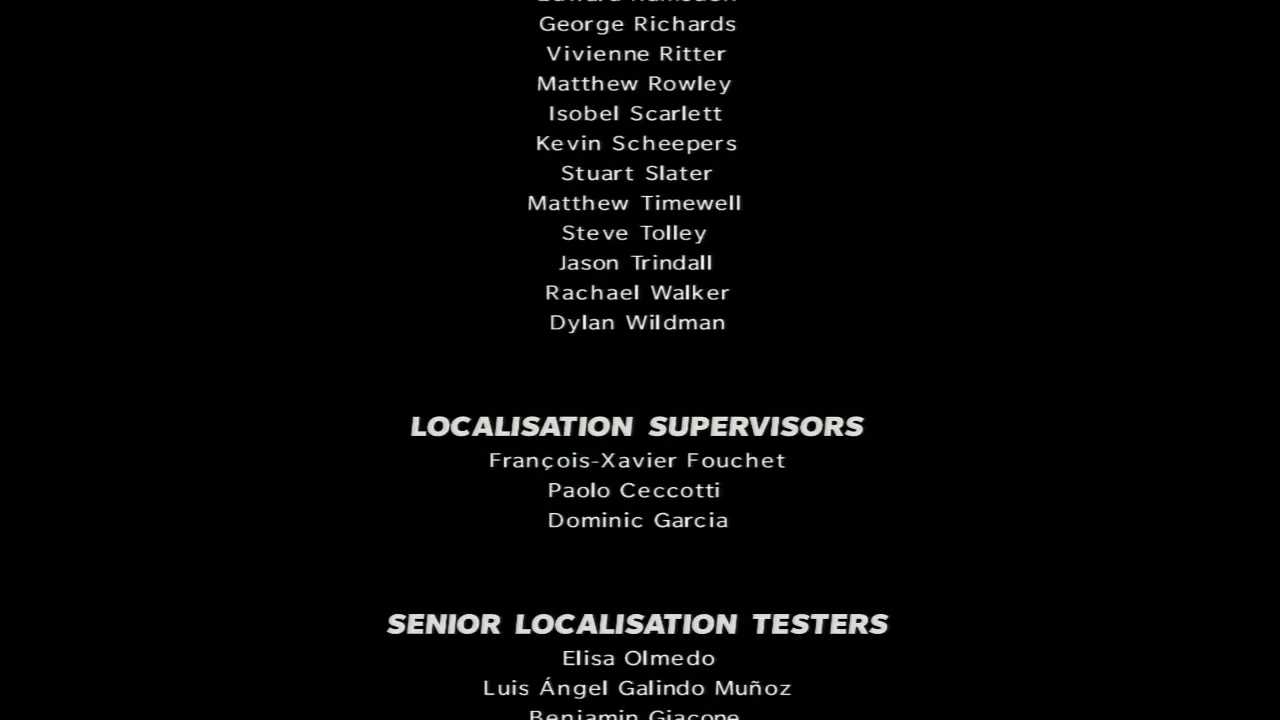 George Richards
Vivienne Ritter
Matthew Rowley
Isobel Scarlett
Kevin Scheepers
Stuart Slater
Matthew Timewell
Steve Tolley
Jason Trindall
Rachael Walker
Dylan Wildman
LOCALISATION SUPERVISORS
François-Xavier Fouchet
Paolo Ceccotti
Dominic Garcia
SENIOR LOCALISATION TESTERS
Elisa Olmedo
Luis Ángel Galindo Muñoz
Benjamin Giacone